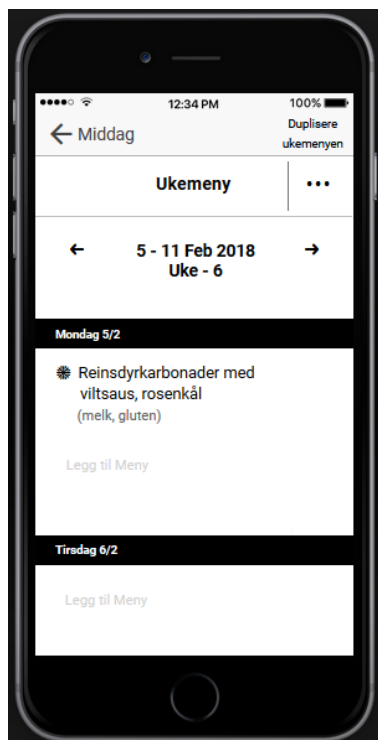 12:34 PM
100%
Middag
Duplisere
ukemenyen
Ukemeny
5 - 11 Feb 2018
Uke - 6
Mondag 5/2
Reinsdyrkarbonader med
viltsaus, rosenkål
(melk, gluten)
Legg til Meny
Tirsdag 6/2
Legg til Meny